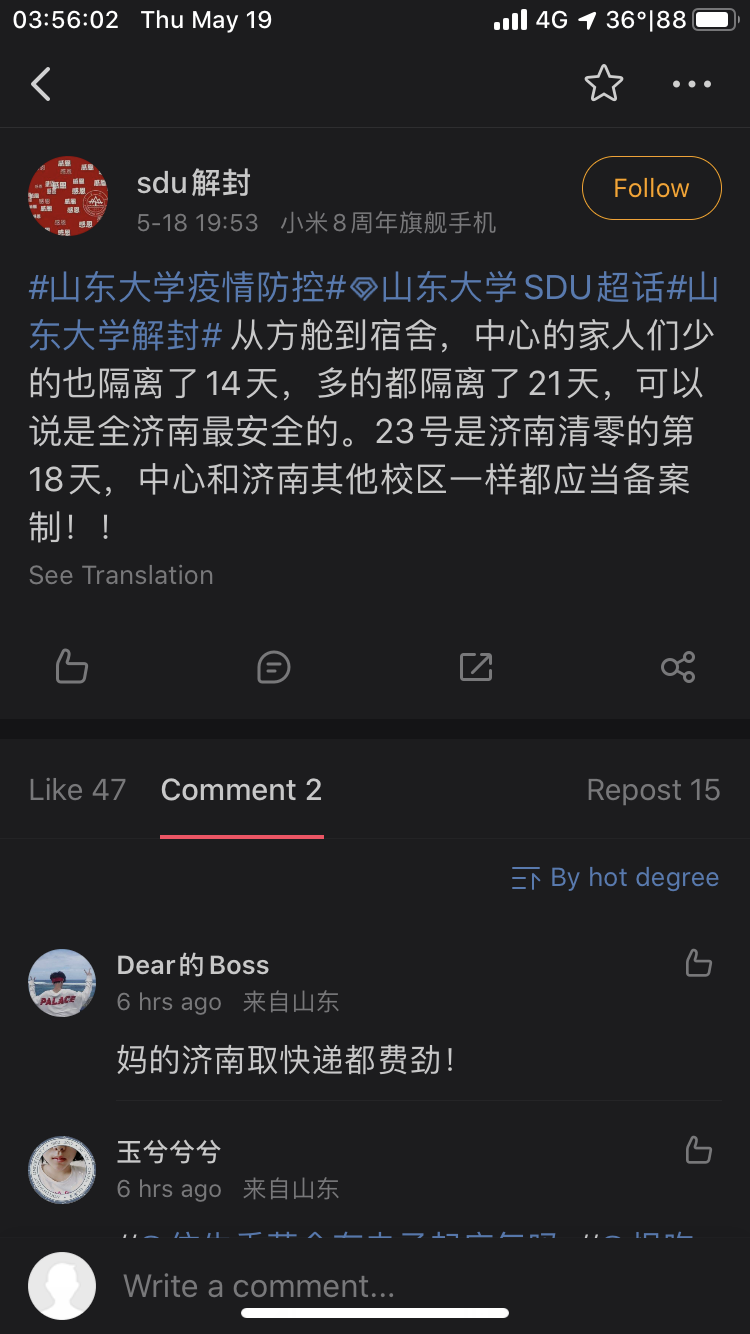 03:56:02 Thu May 19 4G 36°|88
sdu解封
Follow
5-18 19:53 小米8周年旗舰手机
#山东大学疫情防控#山东大学SDU超话#山
东大学解封# 从方舱到宿舍，中心的家人们少
的也隔离了14天，多的都隔离了21天，可以
说是全济南最安全的。23号是济南清零的第
18天，中心和济南其他校区一样都应当备案
制！！
See Translation
Like 47 Comment 2 Repost 15
By hot degree
Dear的Boss
6 hrs ago 来自山东
妈的济南取快递都费劲！
玉兮兮兮
6 hrs ago 来自山东
Write a comment...